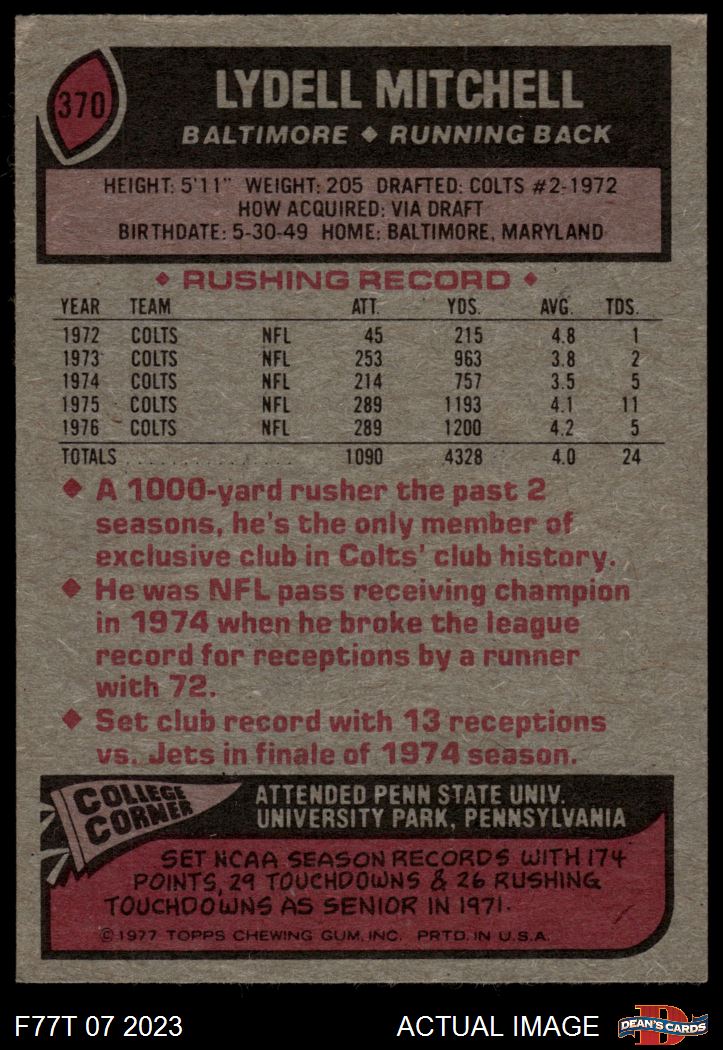 370
LYDELL MITCHELL
BALTIMORE ◆ RUNNING BACK
HEIGHT: 5'11" WEIGHT: 205 DRAFTED: COLTS #2-1972
HOW ACQUIRED: VIA DRAFT
BIRTHDATE: 5-30-49 HOME: BALTIMORE, MARYLAND
◆ RUSHING RECORD ◆
YEAR TEAM ATT. YDS. AVG. TDS.
1972 COLTS NFL 45 215 4.8 1
1973 COLTS NFL 253 963 3.8 2
1974 COLTS NFL 214 757 3.5 5
1975 COLTS NFL 289 1193 4.1 11
1976 COLTS NFL 289 1200 4.2 5
TOTALS . . . . . . . . . . . . . . . 1090 4328 4.0 24
◆ A 1000-yard rusher the past 2
seasons, he's the only member of
exclusive club in Colts' club history.
◆ He was NFL pass receiving champion
in 1974 when he broke the league
record for receptions by a runner
with 72.
◆ Set club record with 13 receptions
vs. Jets in finale of 1974 season.
COLLEGE
CORNER
ATTENDED PENN STATE UNIV.
UNIVERSITY PARK, PENNSYLVANIA
SET NCAA SEASON RECORDS WITH 174
POINTS, 29 TOUCHDOWNS & 26 RUSHING
TOUCHDOWNS AS SENIOR IN 1971.
©1977 TOPPS CHEWING GUM, INC. PRTD. IN U.S.A.
F77T 07 2023
ACTUAL IMAGE
D
DEAN'S CARDS